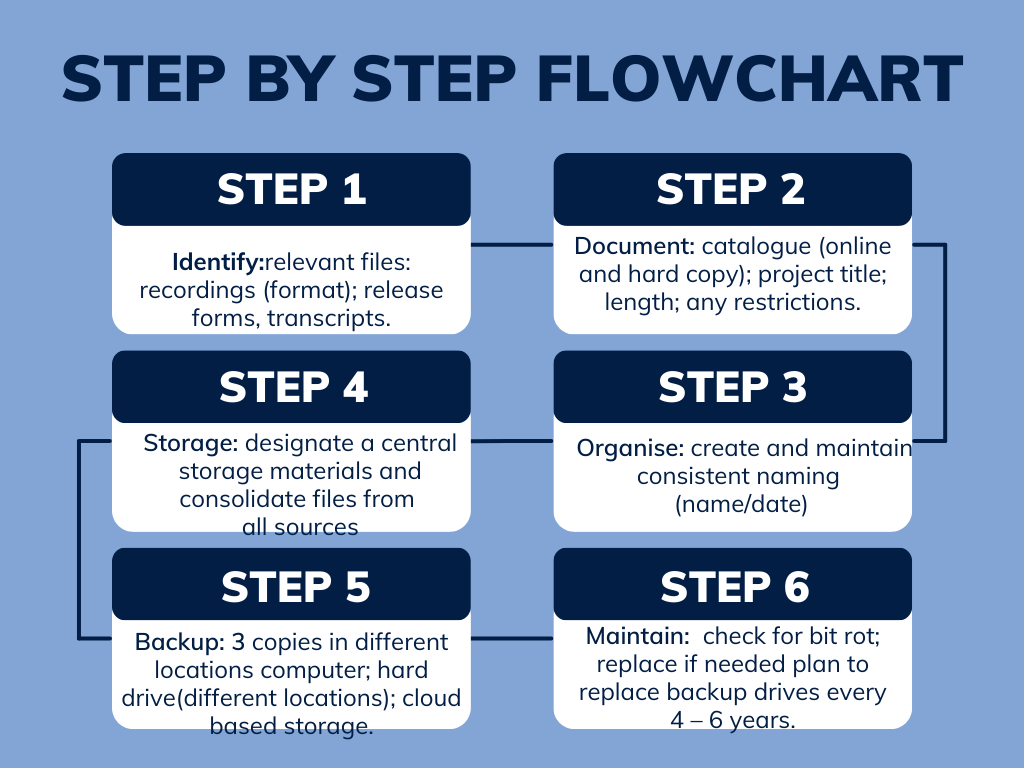 STEP BY STEP FLOWCHART
STEP 1
Identify:relevant files:
recordings (format); release
forms, transcripts.
STEP 2
Document: catalogue (online
and hard copy); project title;
length; any restrictions.
STEP 3
Organise: create and maintain
consistent naming
(name/date)
STEP 4
Storage: designate a central
storage materials and
consolidate files from
all sources
STEP 5
Backup: 3 copies in different
locations computer; hard
drive(different locations); cloud
based storage.
STEP 6
Maintain:  check for bit rot;
replace if needed plan to
replace backup drives every
4 – 6 years.